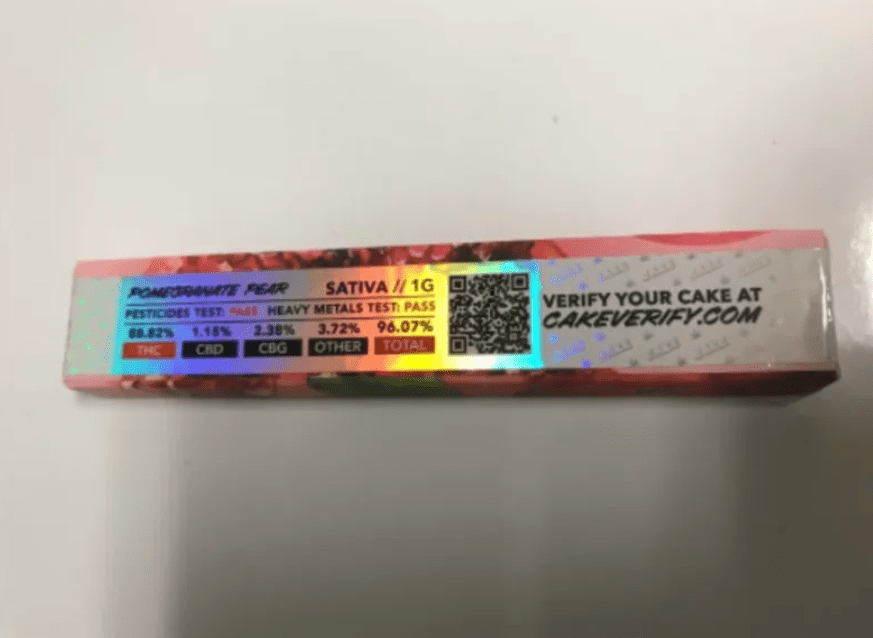 POMEGRANATE PEAR SATIVA // 1G
PESTICIDES TEST: PASS HEAVY METALS TEST: PASS
88.82% 1.15% 2.38% 3.72% 96.07%
THC CBD CBG OTHER TOTAL
VERIFY YOUR CAKE AT
CAKEVERIFY.COM